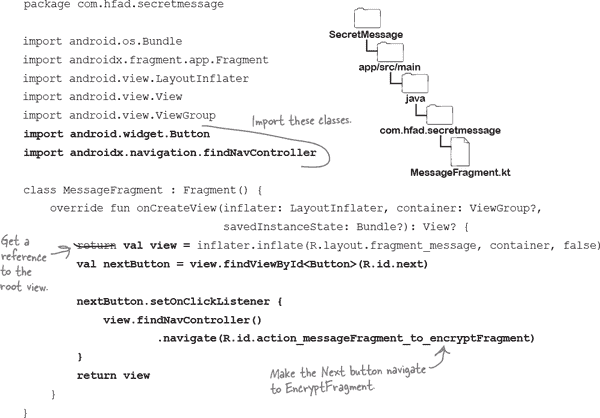 package com.hfad.secretmessage
import android.os.Bundle
import androidx.fragment.app.Fragment
import android.view.LayoutInflater
import android.view.View
import android.view.ViewGroup
import android.widget.Button
import androidx.navigation.findNavController
Import these classes.
SecretMessage
app/src/main
java
com.hfad.secretmessage
MessageFragment.kt
class MessageFragment : Fragment() {
override fun onCreateView(inflater: LayoutInflater, container: ViewGroup?,
savedInstanceState: Bundle?): View? {
return val view = inflater.inflate(R.layout.fragment_message, container, false)
Get a
reference
to the
root view.
val nextButton = view.findViewById<Button>(R.id.next)
nextButton.setOnClickListener {
view.findNavController()
.navigate(R.id.action_messageFragment_to_encryptFragment)
}
Make the Next button navigate
to EncryptFragment.
return view
}
}